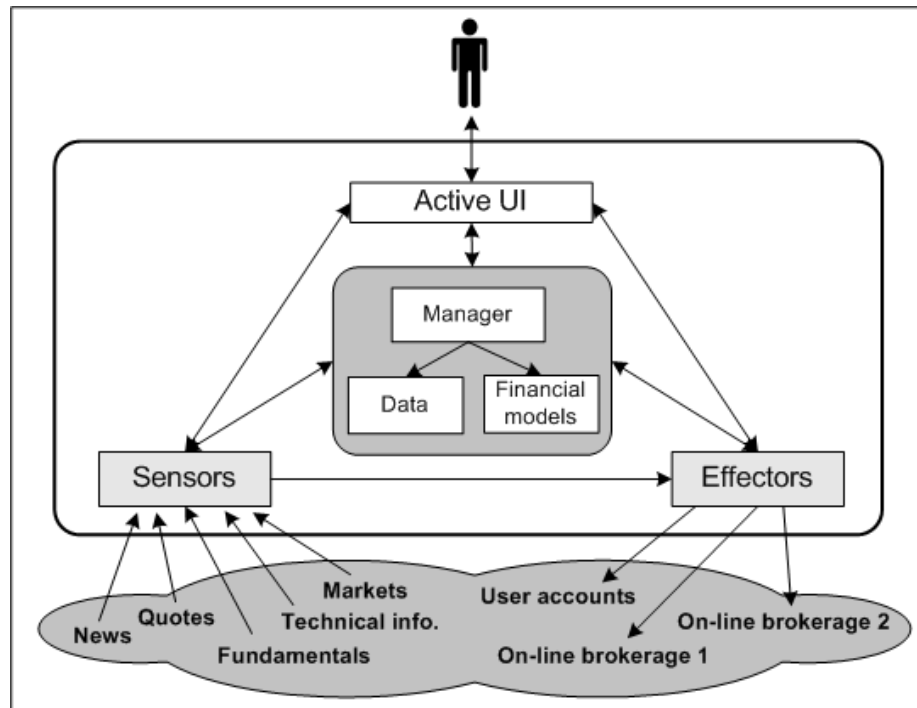 Active UI
Manager
Data
Financial
models
Sensors
Effectors
Markets
User accounts
Quotes
Technical info.
On-line brokerage 2
News
Fundamentals
On-line brokerage 1